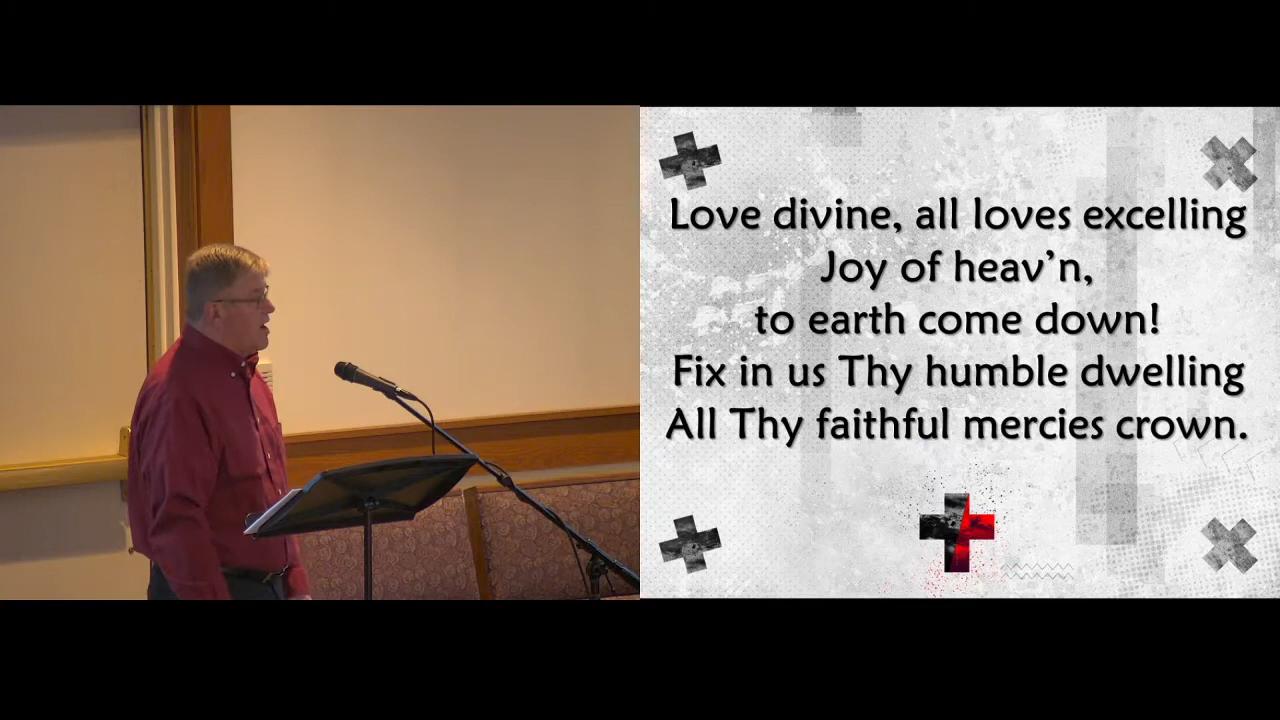 Love divine, all loves excelling
Joy of heav’n,
to earth come down!
Fix in us Thy humble dwelling
All Thy faithful mercies crown.